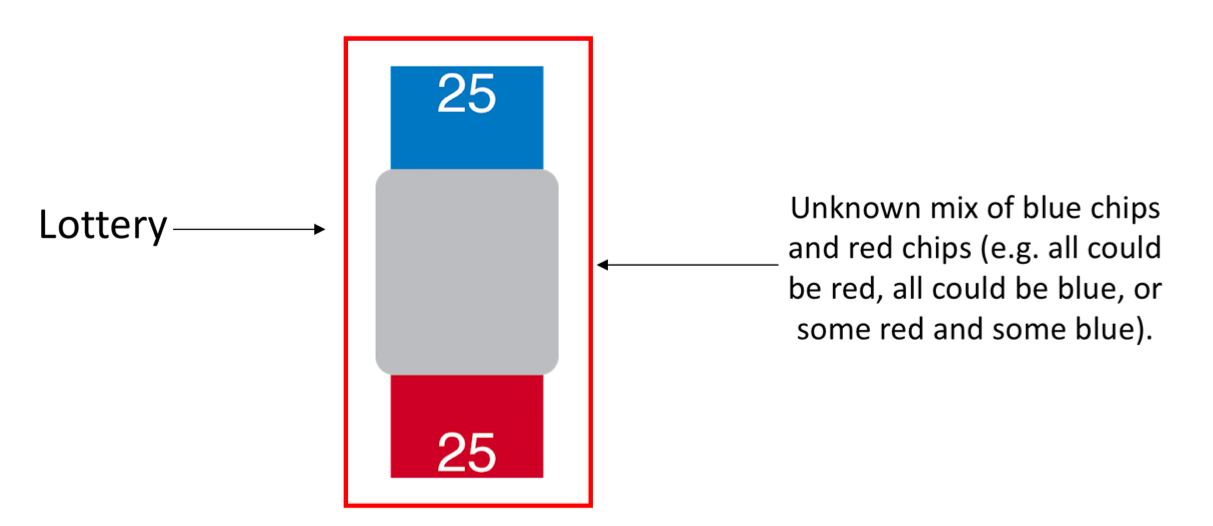 25
Lottery
Unknown mix of blue chips
and red chips (e.g. all could
be red, all could be blue, or
some red and some blue).
25